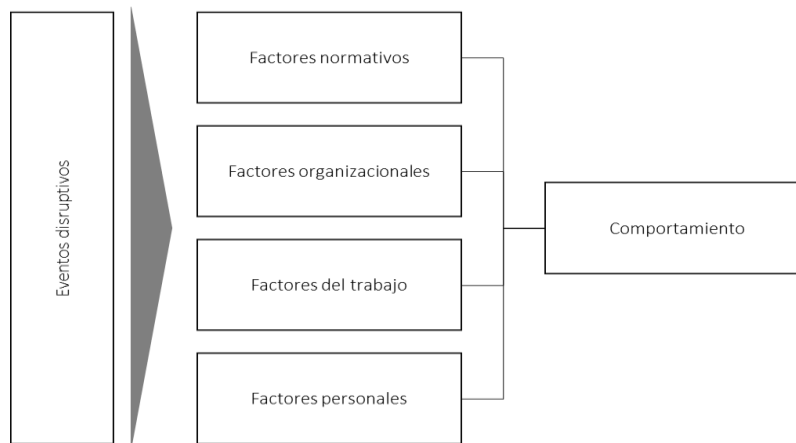 Eventos disruptivos
Factores normativos
Factores organizacionales
Factores del trabajo
Factores personales
Comportamiento